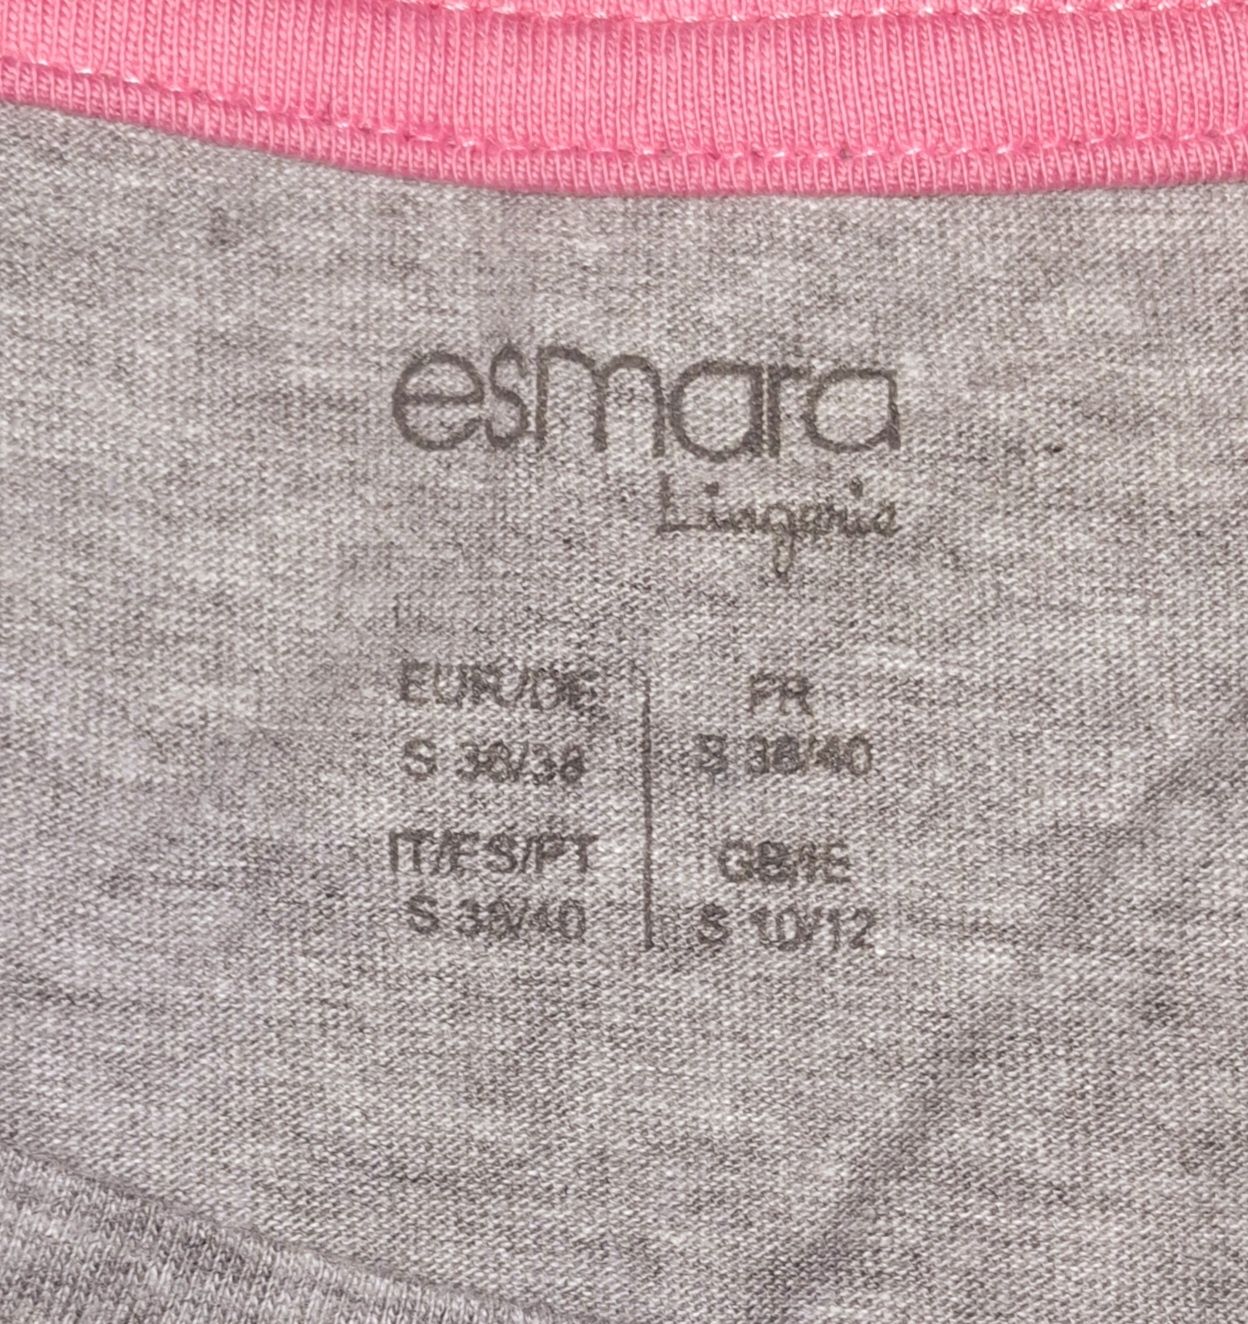 esmara
Lingerie
EUR/DE
S 36/38
FR
S 38/40
IT/ES/PT
S 38/40
GB/IE
S 10/12